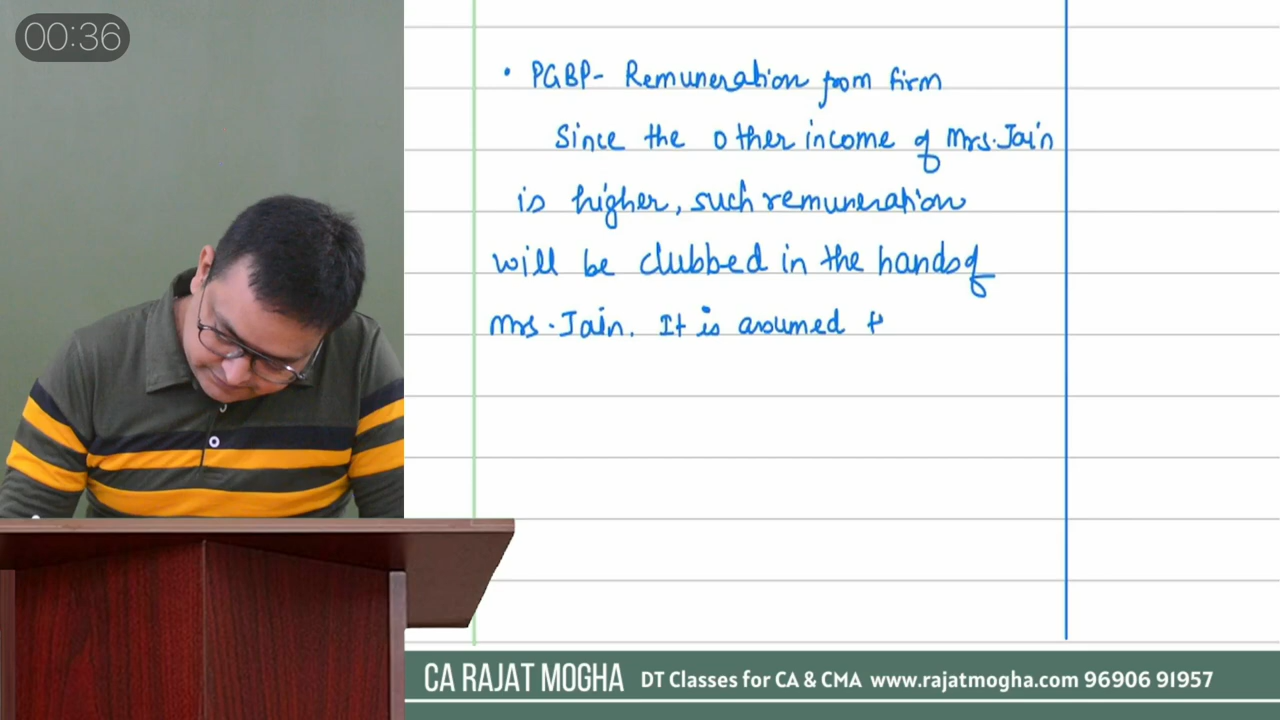 00:36
• PGBP- Remuneration from firm
Since the other income of Mrs. Jain
is higher, such remuneration
will be clubbed in the hands of
Mrs. Jain. It is assumed t
CA RAJAT MOGHA DT Classes for CA & CMA www.rajatmogha.com 96906 91957